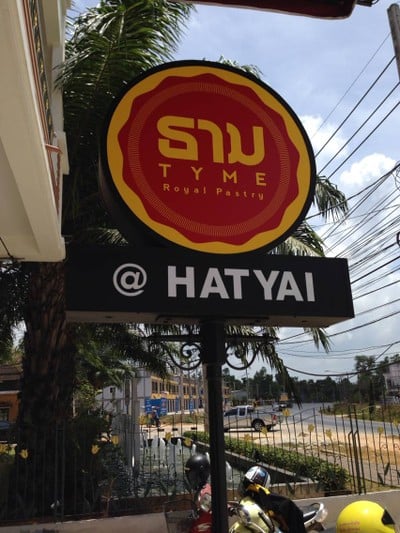 ธาม
TYME
Royal Pastry
@ HATYAI